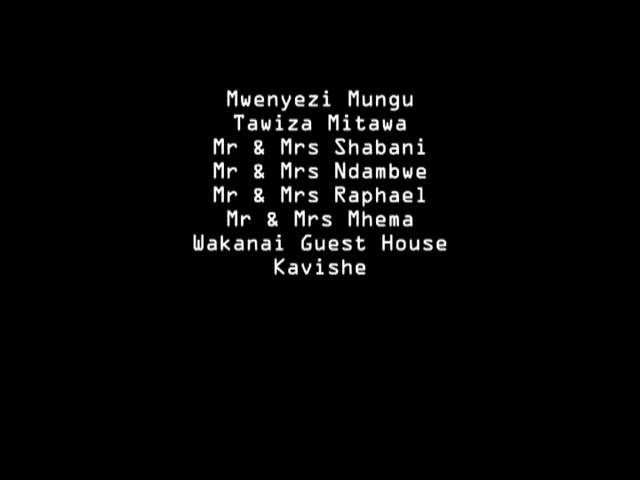 Mwenyezi Mungu
Tawiza Mitawa
Mr & Mrs Shabani
Mr & Mrs Ndambwe
Mr & Mrs Raphael
Mr & Mrs Mhema
Wakanai Guest House
Kavishe